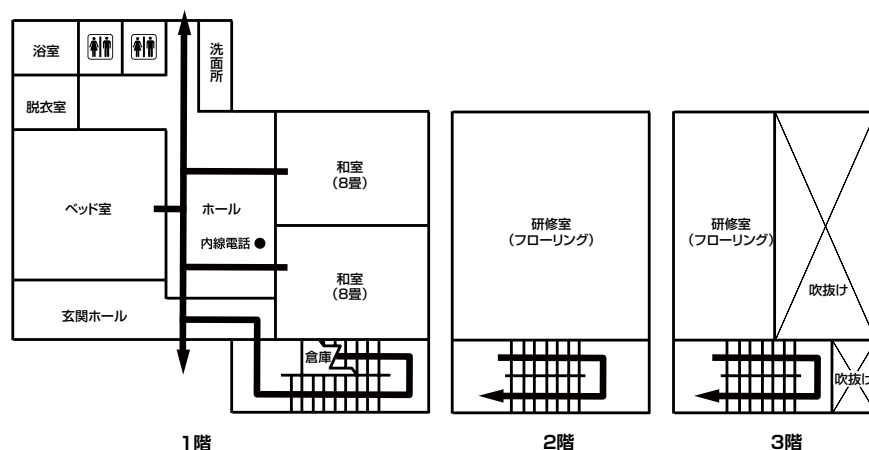 浴室
洗面所
脱衣室
ベッド室
ホール
内線電話
和室
(8畳)
和室
(8畳)
玄関ホール
倉庫
1階
研修室
(フローリング)
2階
研修室
(フローリング)
吹抜け
吹抜け
3階